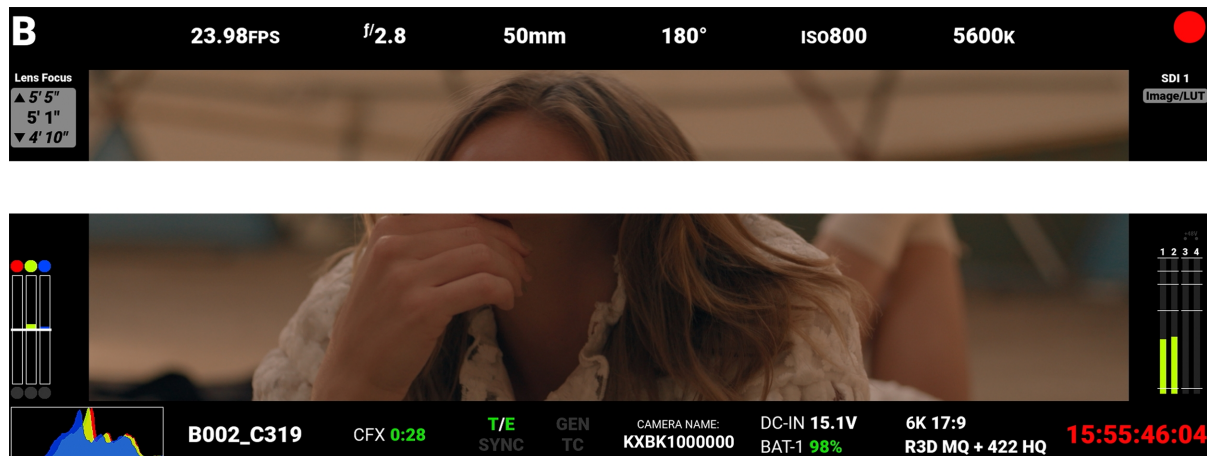 B 23.98FPS ƒ/2.8 50mm 180° ISO800 5600K
Lens Focus
▲ 5' 5"
5' 1"
▼ 4' 10"
SDI 1
Image/LUT
+48V
1 2 3 4
B002_C319
CFX 0:28
T/E GEN
SYNC TC
CAMERA NAME:
KXBK1000000
DC-IN 15.1V
BAT-1 98%
6K 17:9
R3D MQ + 422 HQ
15:55:46:04